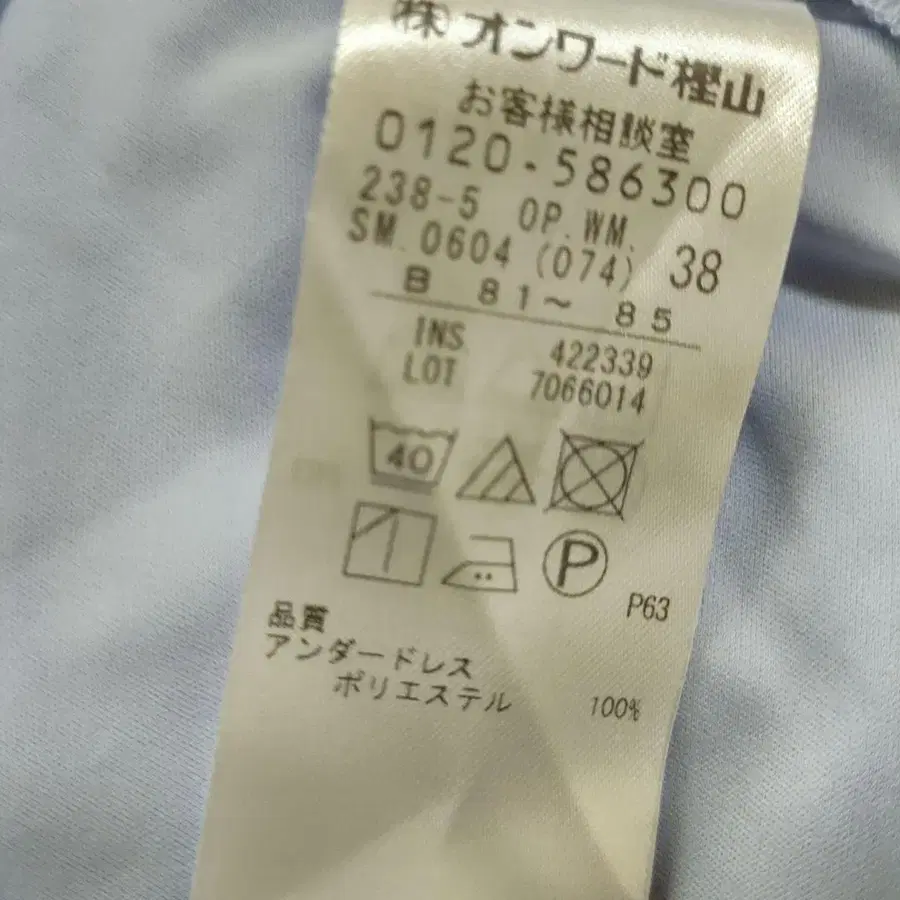 ㈱ オンワード樫山
お客様相談室
0120-586300
238-5 OP.WM.
SM.0604 (074) 38
B 81~ 85
INS 422339
LOT 7066014
40
P
P63
品質
アンダードレス
ポリエステル 100%